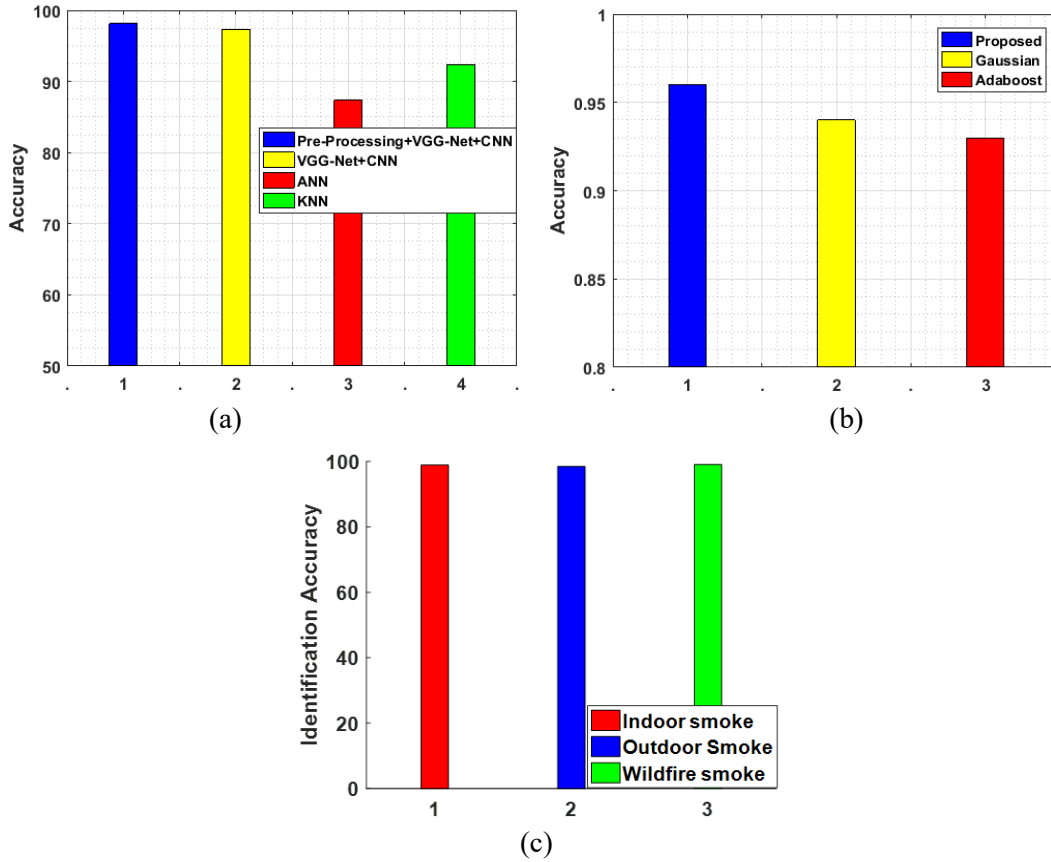 100
90
80
70
60
50
Accuracy
Pre-Processing+VGG-Net+CNN
VGG-Net+CNN
ANN
KNN
. 1 . 2 . 3 . 4 .
(a)
1
0.95
0.9
0.85
0.8
Accuracy
Proposed
Gaussian
Adaboost
. 1 . 2 . 3
(b)
100
80
60
40
20
0
Identification Accuracy
Indoor smoke
Outdoor Smoke
Wildfire smoke
1 2 3
(c)